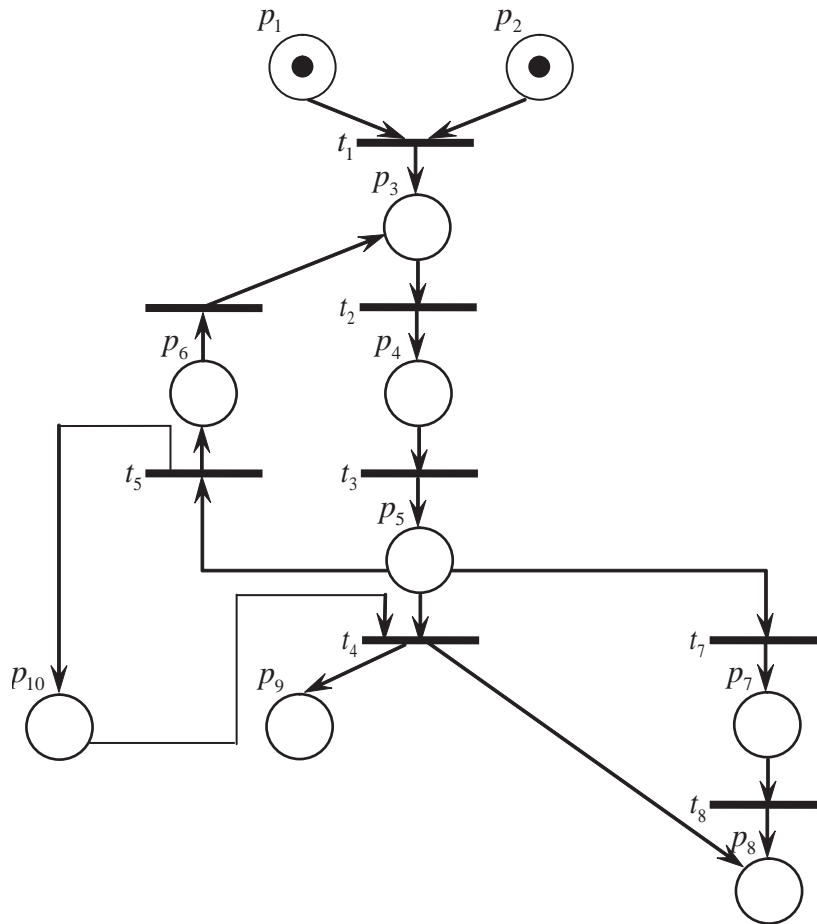 p₁
p₂
t₁
p₃
t₂
p₆
p₄
t₅
t₃
p₅
t₄
t₇
p₁₀
p₉
p₇
t₈
p₈